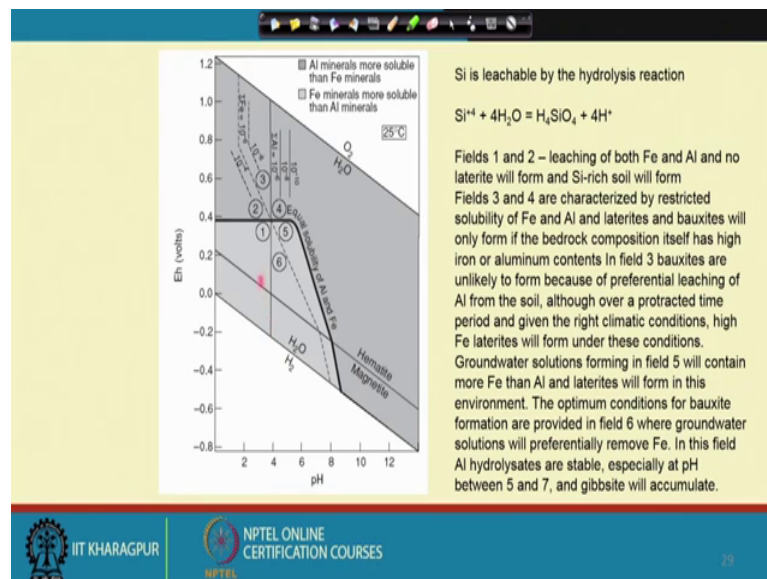 Al minerals more soluble
than Fe minerals
Fe minerals more soluble
than Al minerals
25°C
1.2
1.0
0.8
0.6
0.4
0.2
0.0
−0.2
−0.4
−0.6
−0.8
Eh (volts)
2
4
6
8
10
12
pH
O2
H2O
ΣFe = 10-6
ΣAl = 10-6
10-8
10-10
3
2
4
1
5
6
Equal solubility of Al and Fe
H2O
H2
Hematite
Magnetite
Si is leachable by the hydrolysis reaction
Si+4 + 4H2O = H4SiO4 + 4H+
Fields 1 and 2 – leaching of both Fe and Al and no
laterite will form and Si-rich soil will form
Fields 3 and 4 are characterized by restricted
solubility of Fe and Al and laterites and bauxites will
only form if the bedrock composition itself has high
iron or aluminum contents In field 3 bauxites are
unlikely to form because of preferential leaching of
Al from the soil, although over a protracted time
period and given the right climatic conditions, high
Fe laterites will form under these conditions.
Groundwater solutions forming in field 5 will contain
more Fe than Al and laterites will form in this
environment. The optimum conditions for bauxite
formation are provided in field 6 where groundwater
solutions will preferentially remove Fe. In this field
Al hydrolysates are stable, especially at pH
between 5 and 7, and gibbsite will accumulate.
IIT KHARAGPUR
NPTEL
NPTEL ONLINE
CERTIFICATION COURSES
29